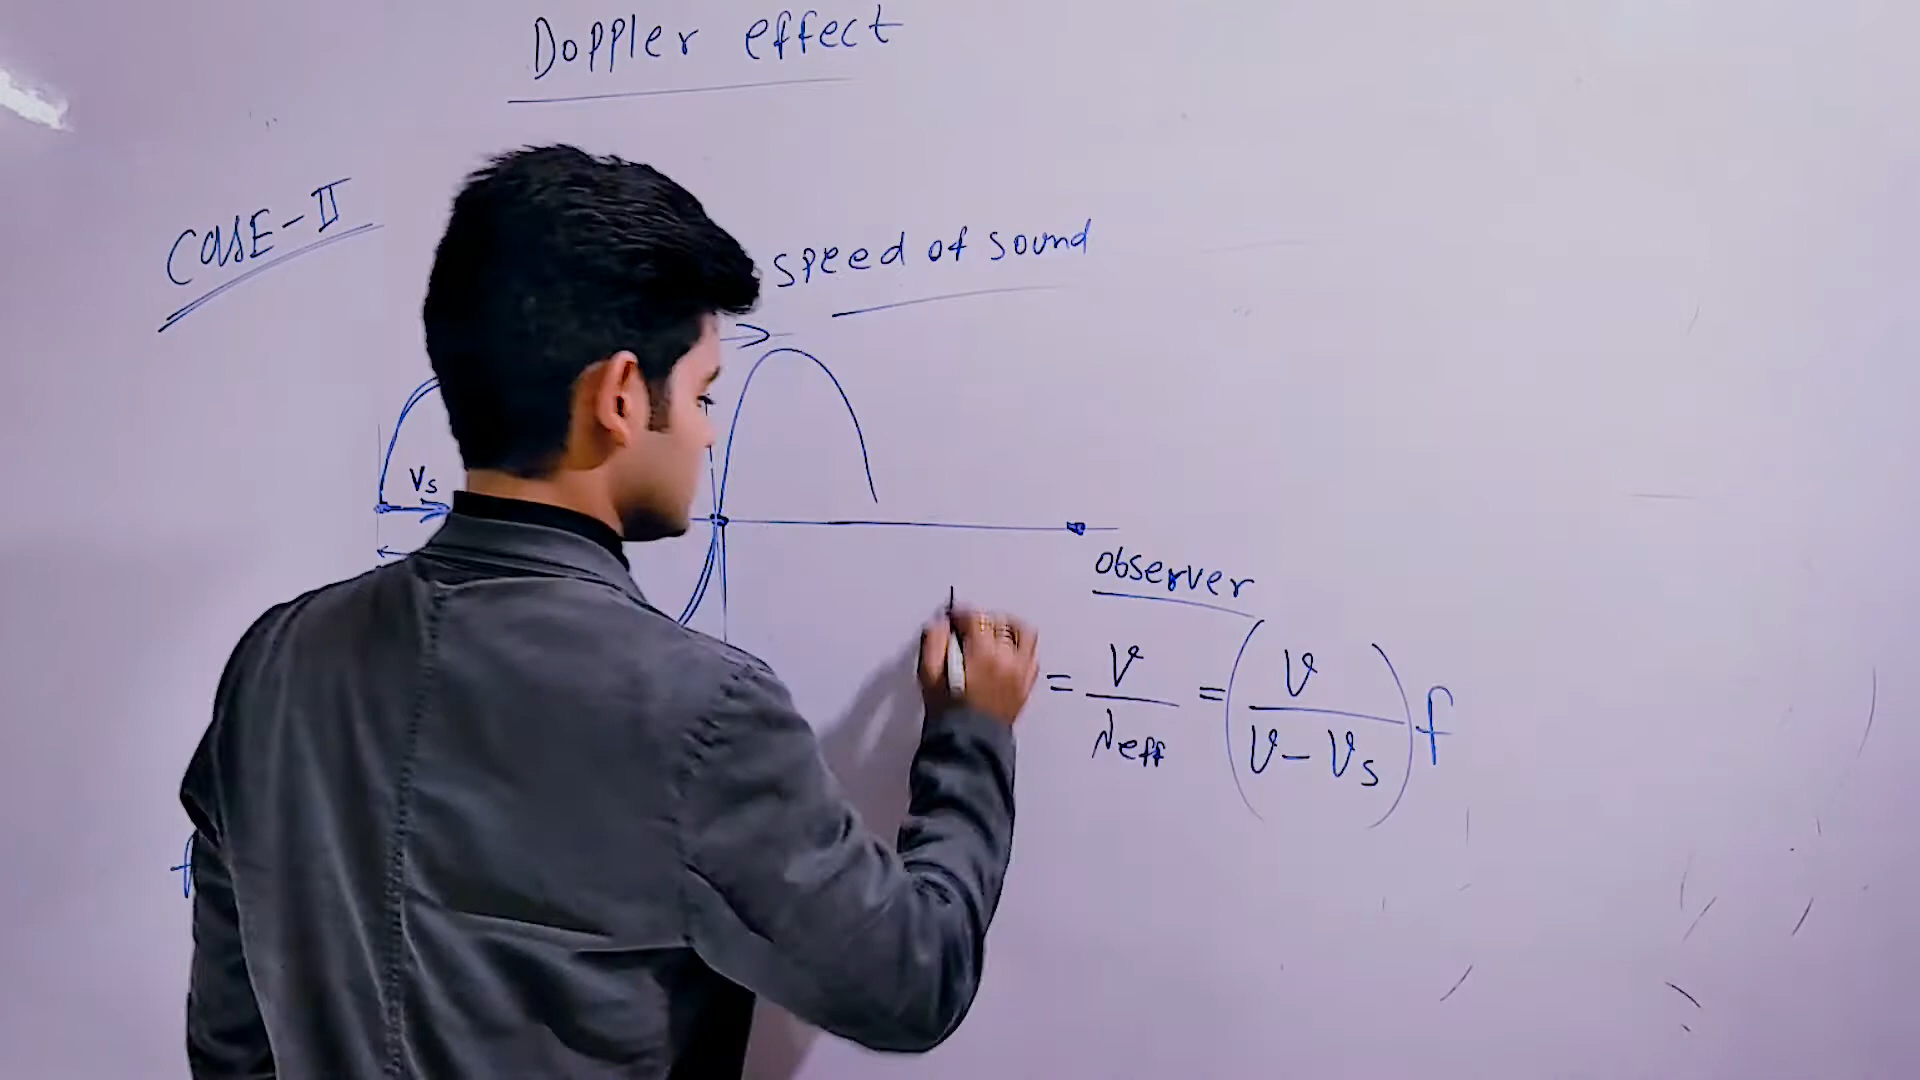 Doppler effect
CASE-II
speed of sound
Vs
observer
= v/λeff = (v/v-vs) f
f